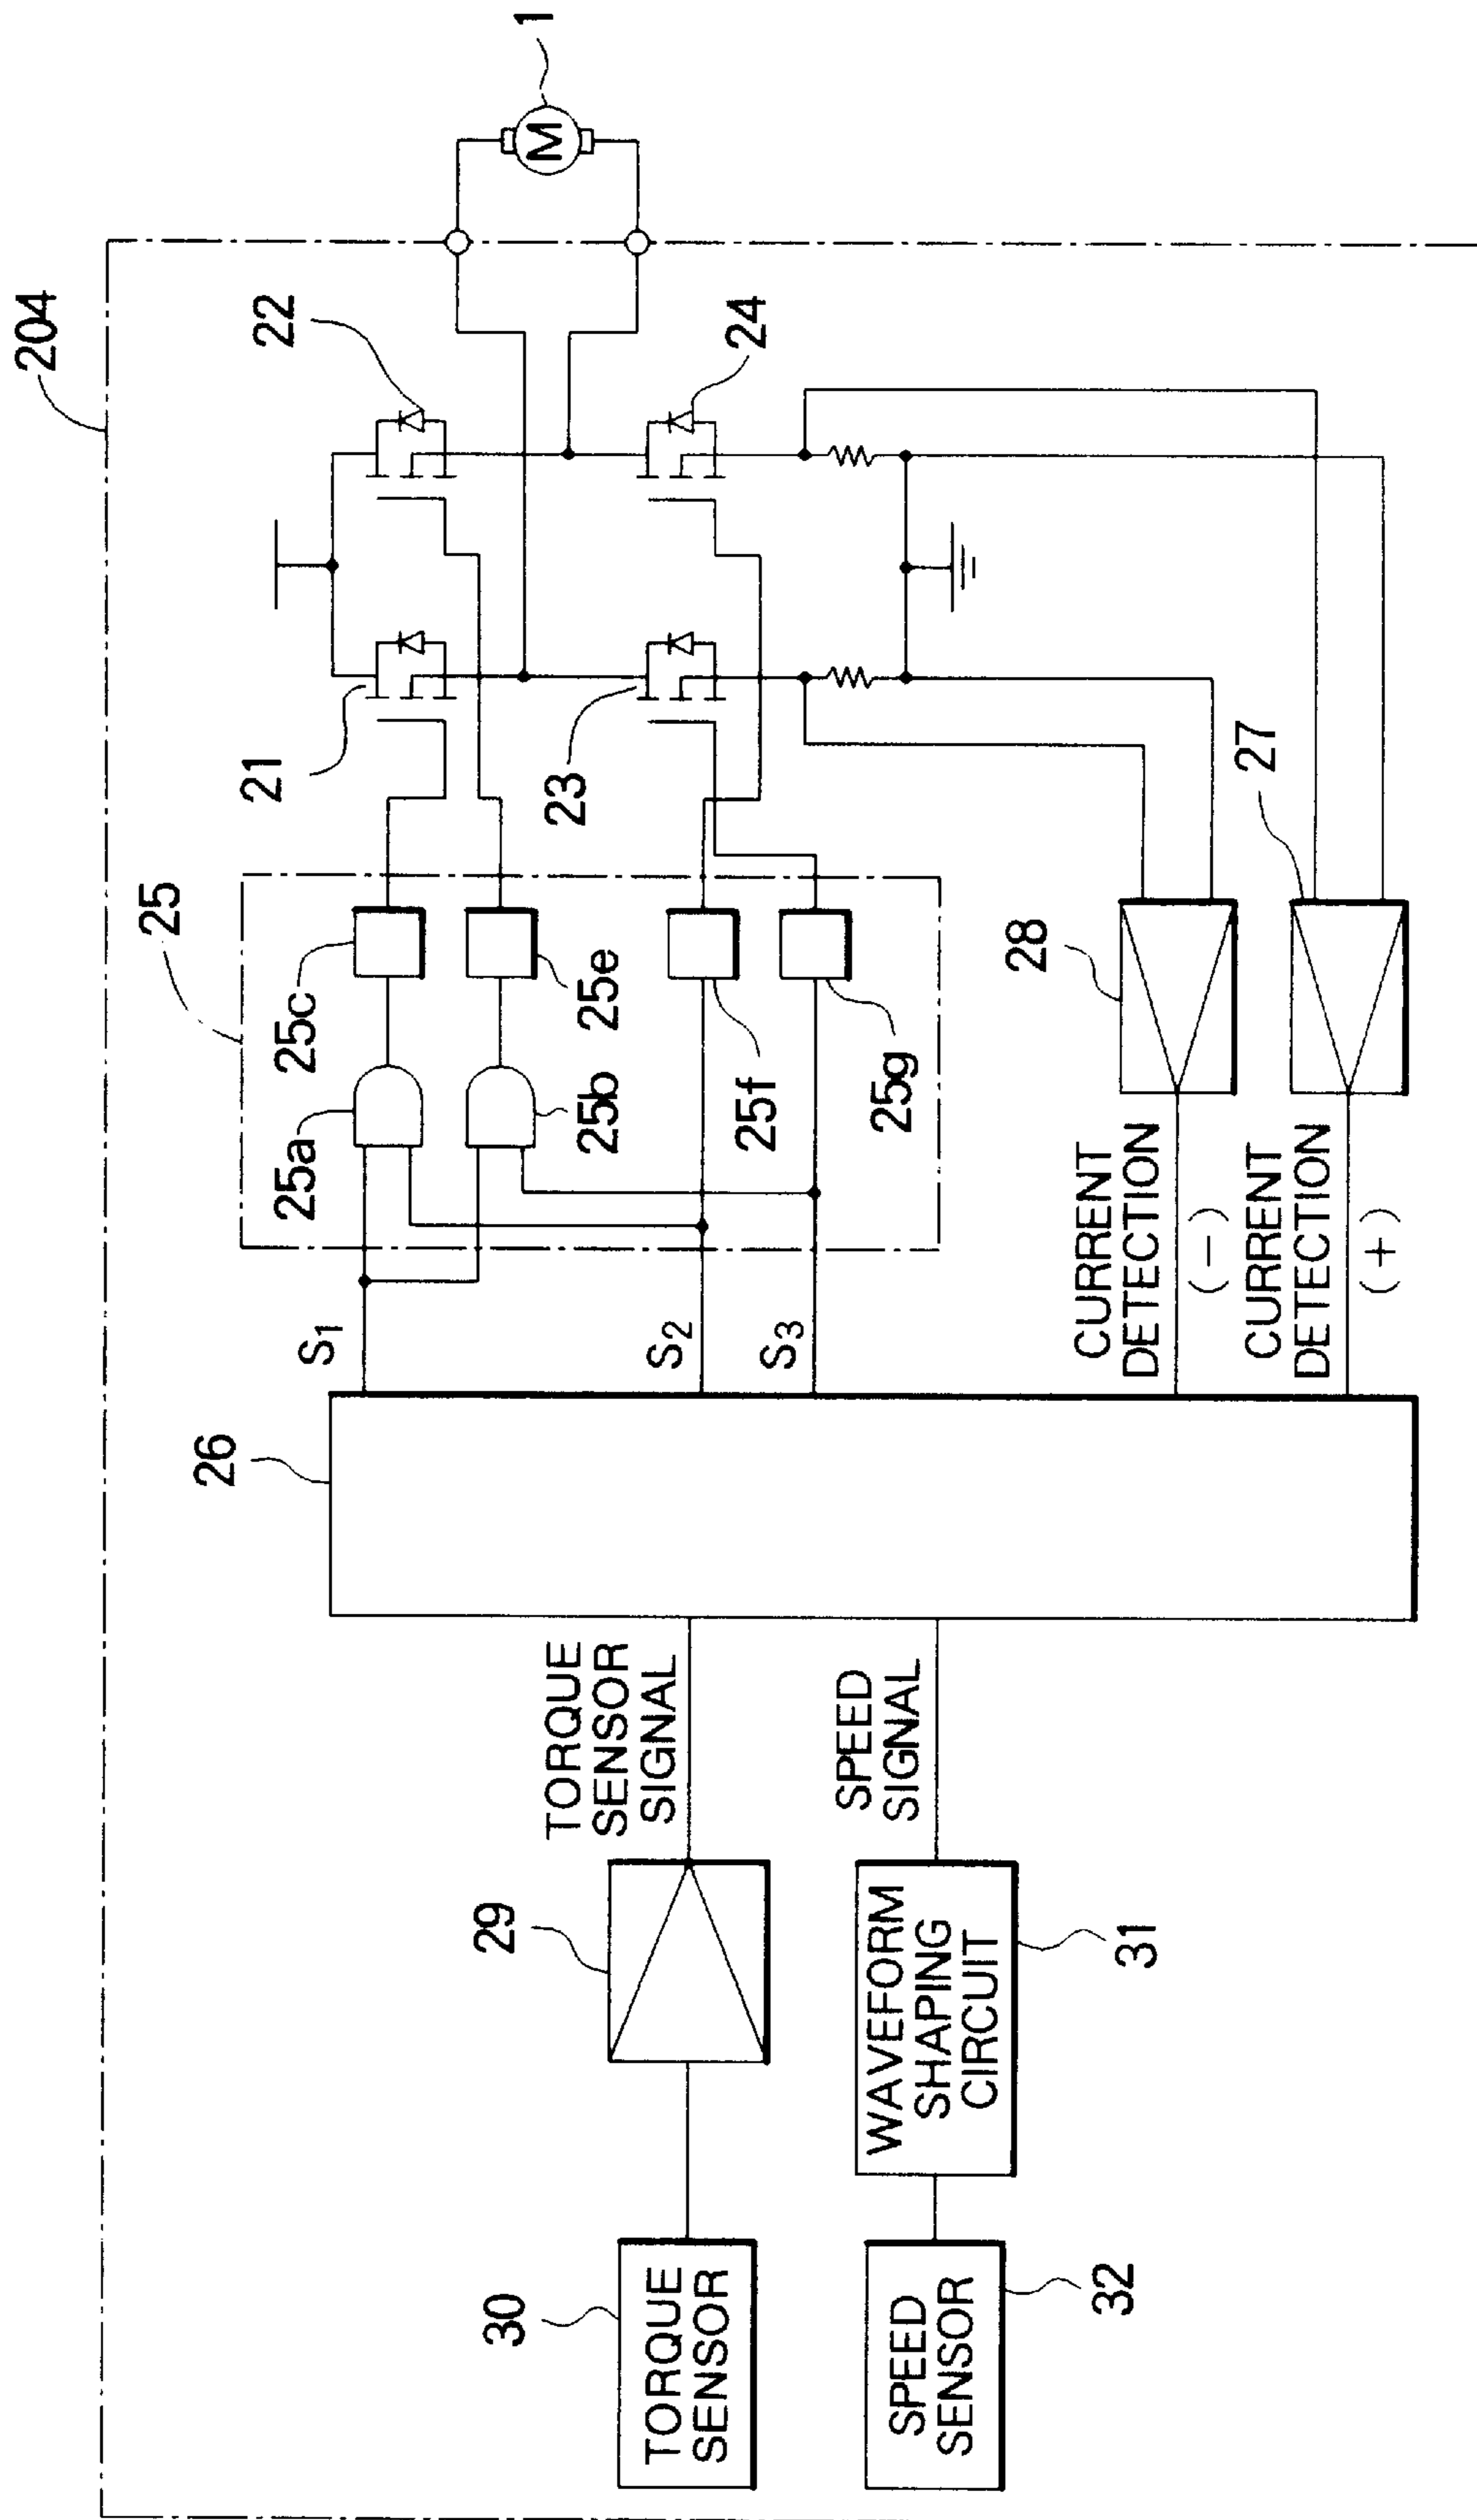 204
1
22
21
24
23
25
25c
25a
25e
25b
25f
25g
S1
S2
S3
26
28
27
CURRENT
DETECTION
(−)
CURRENT
DETECTION
(+)
TORQUE
SENSOR
SIGNAL
SPEED
SIGNAL
29
WAVEFORM
SHAPING
CIRCUIT
31
30
TORQUE
SENSOR
SPEED
SENSOR
32
M